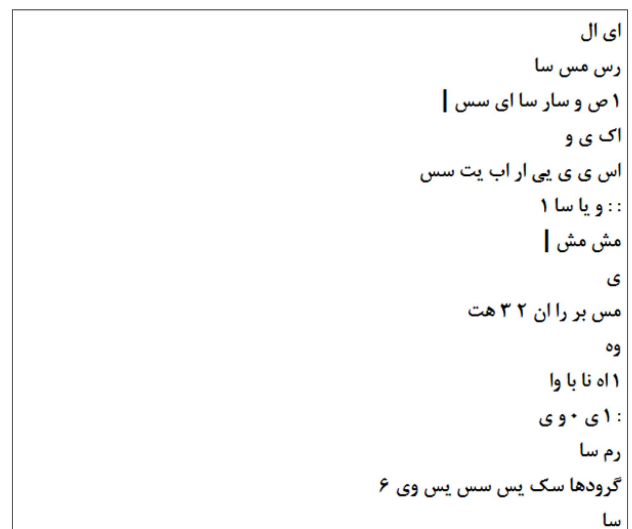 ای ال
رس مس سا
۱ ص و سار سا ای سس |
اک ی و
اس ی ی یی ار اب یت سس
: : و یا سا ۱
مش مش |
ی
مس بر را ان ۲ ۳ هت
وه
۱ اه نا با وا
: ۱ ی ۰ و ی
رم سا
گرودها سک یس سس یس وی ۶
سا